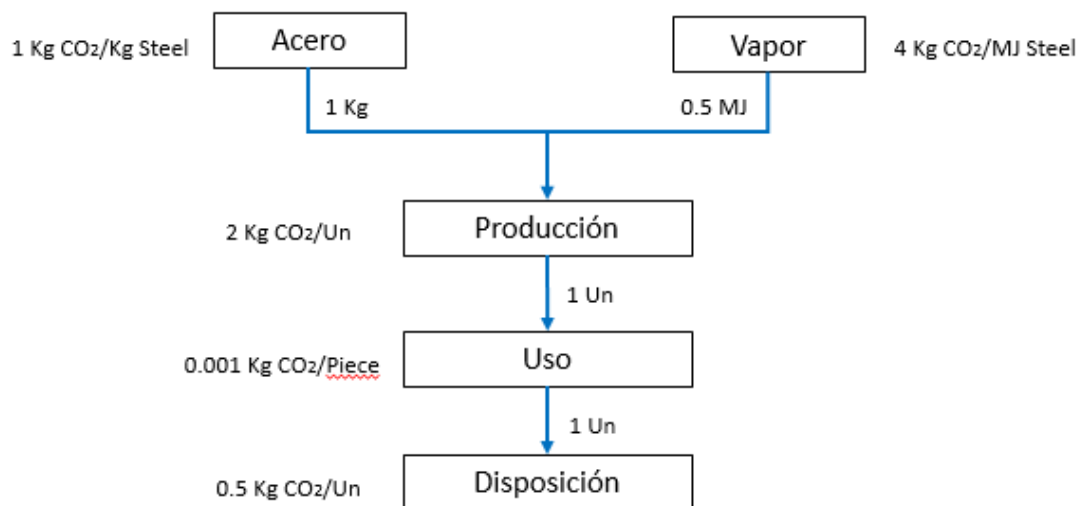 1 Kg CO₂/Kg Steel
Acero
Vapor
4 Kg CO₂/MJ Steel
1 Kg
0.5 MJ
2 Kg CO₂/Un
Producción
1 Un
0.001 Kg CO₂/Piece
Uso
1 Un
0.5 Kg CO₂/Un
Disposición